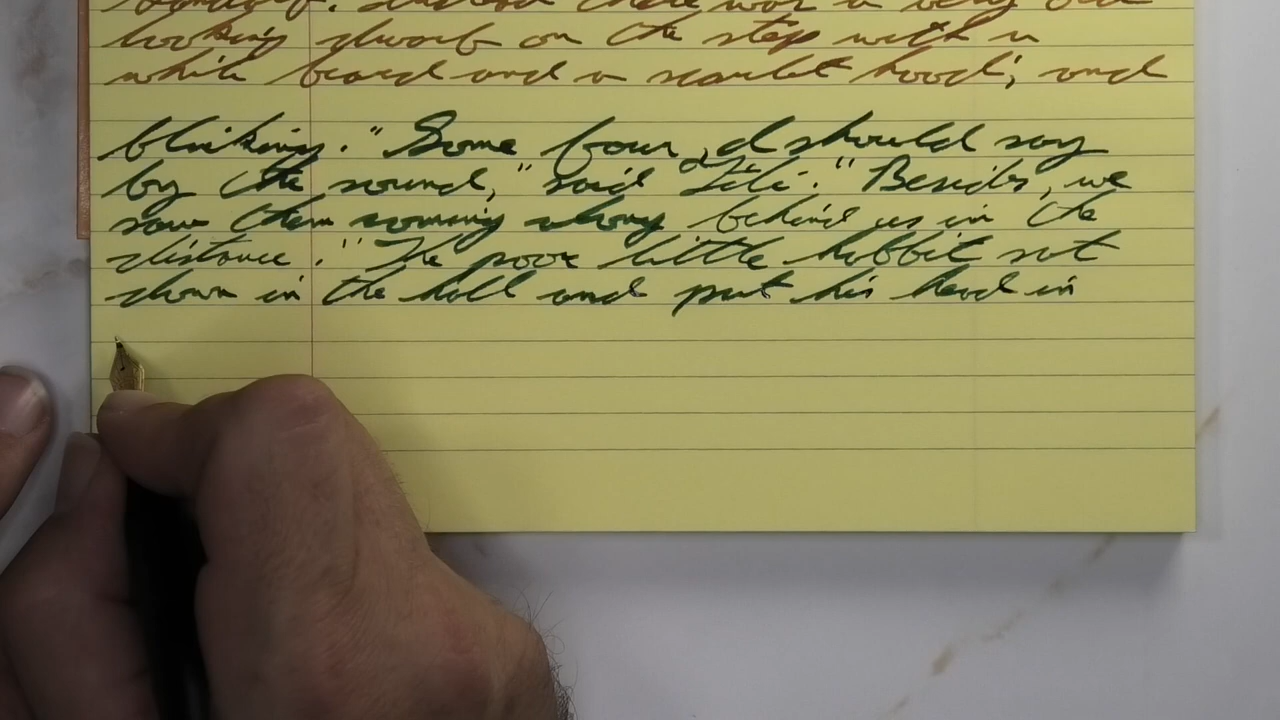 looking dwarf on the step with a
white beard and a scarlet hood; and
blinking. "Some four, I should say
by the sound," said Fili. "Besides, we
saw them coming along behind us in the
distance." The poor little hobbit sat
down in the hall and put his head in